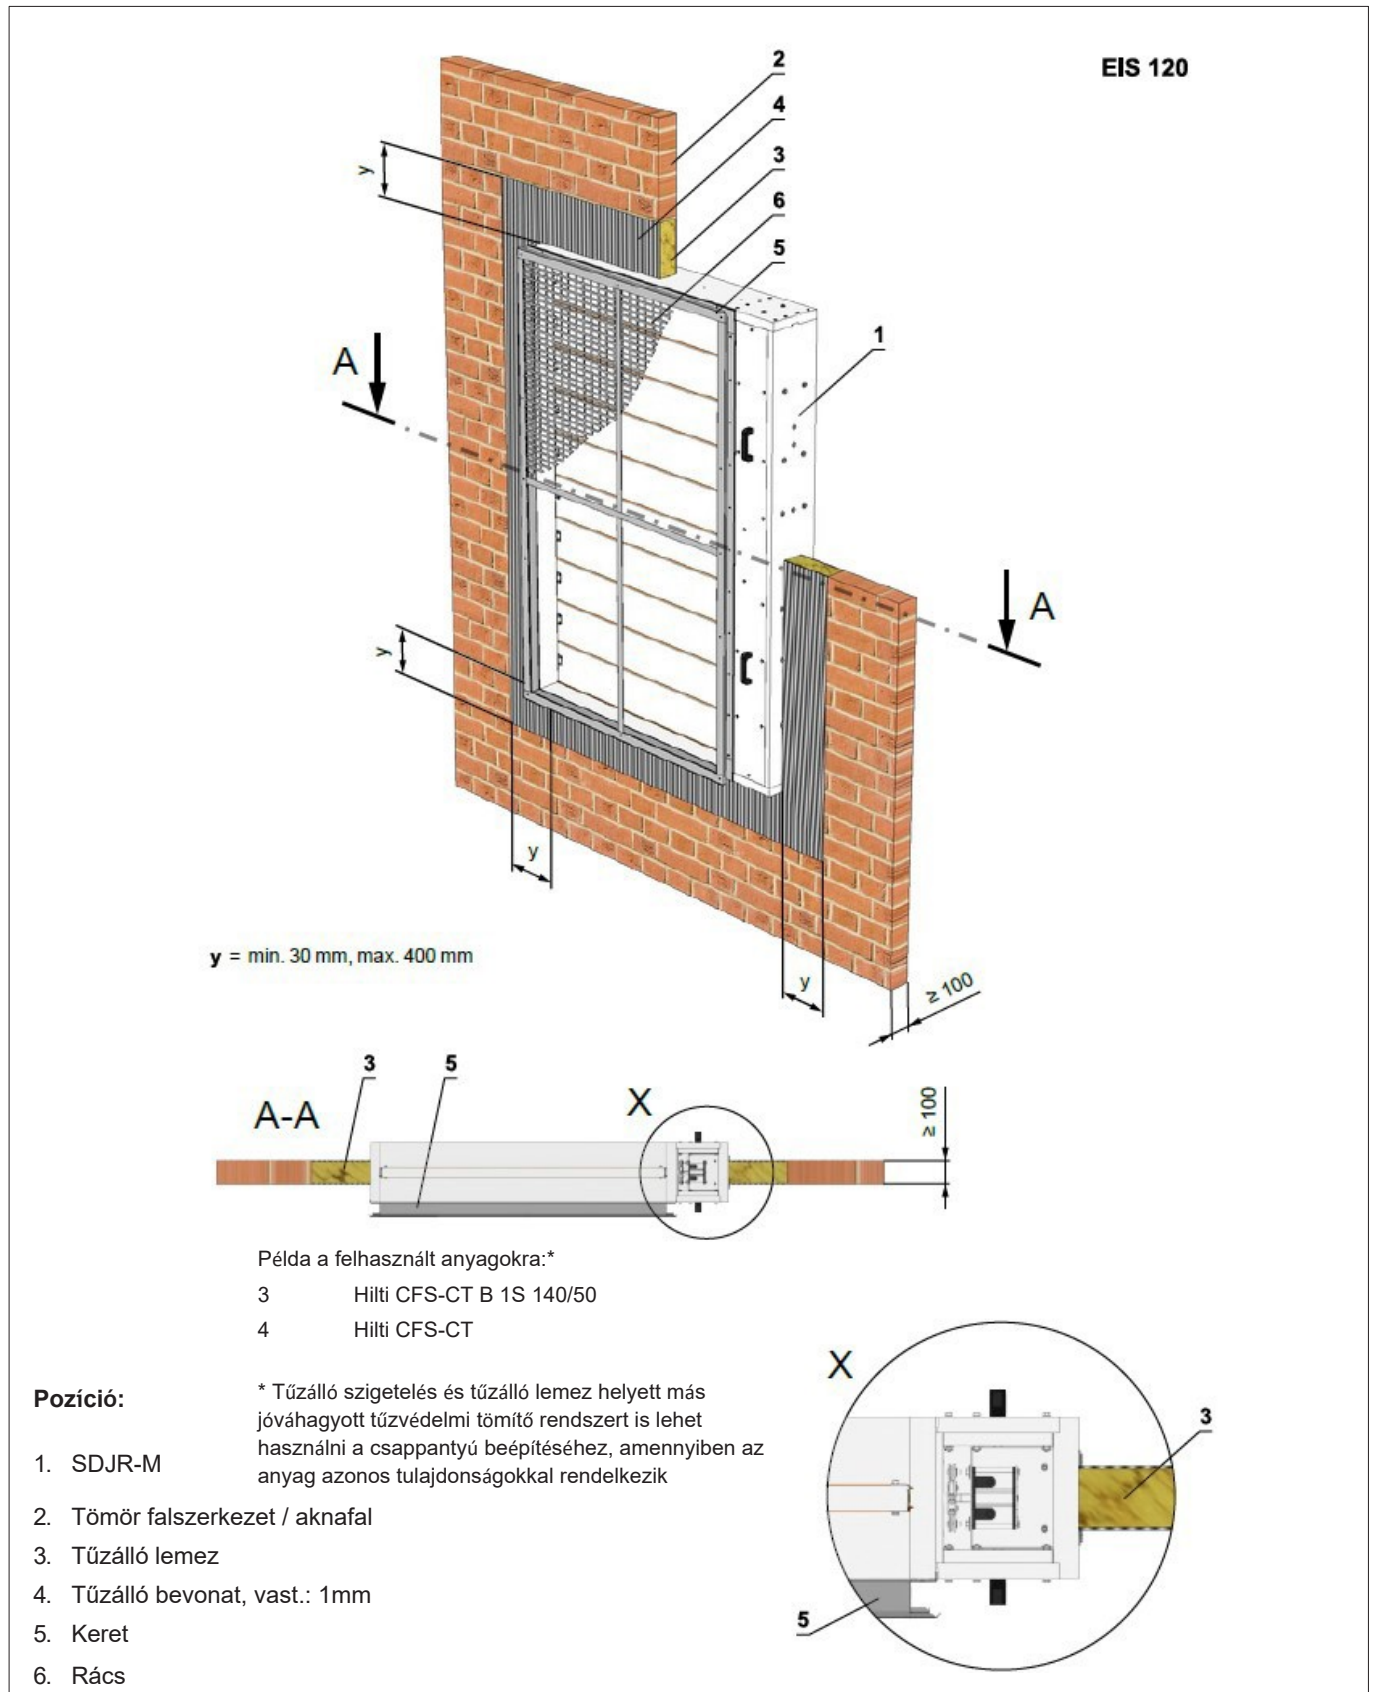 EIS 120
2
4
3
6
5
1
y
A
A
y
y
y
≥ 100
y = min. 30 mm, max. 400 mm
3
5
A-A
X
≥ 100
Példa a felhasznált anyagokra:*
3 Hilti CFS-CT B 1S 140/50
4 Hilti CFS-CT
* Tűzálló szigetelés és tűzálló lemez helyett más
jóváhagyott tűzvédelmi tömítő rendszert is lehet
használni a csappantyú beépítéséhez, amennyiben az
anyag azonos tulajdonságokkal rendelkezik
Pozíció:
1. SDJR-M
2. Tömör falszerkezet / aknafal
3. Tűzálló lemez
4. Tűzálló bevonat, vast.: 1mm
5. Keret
6. Rács
X
3
5